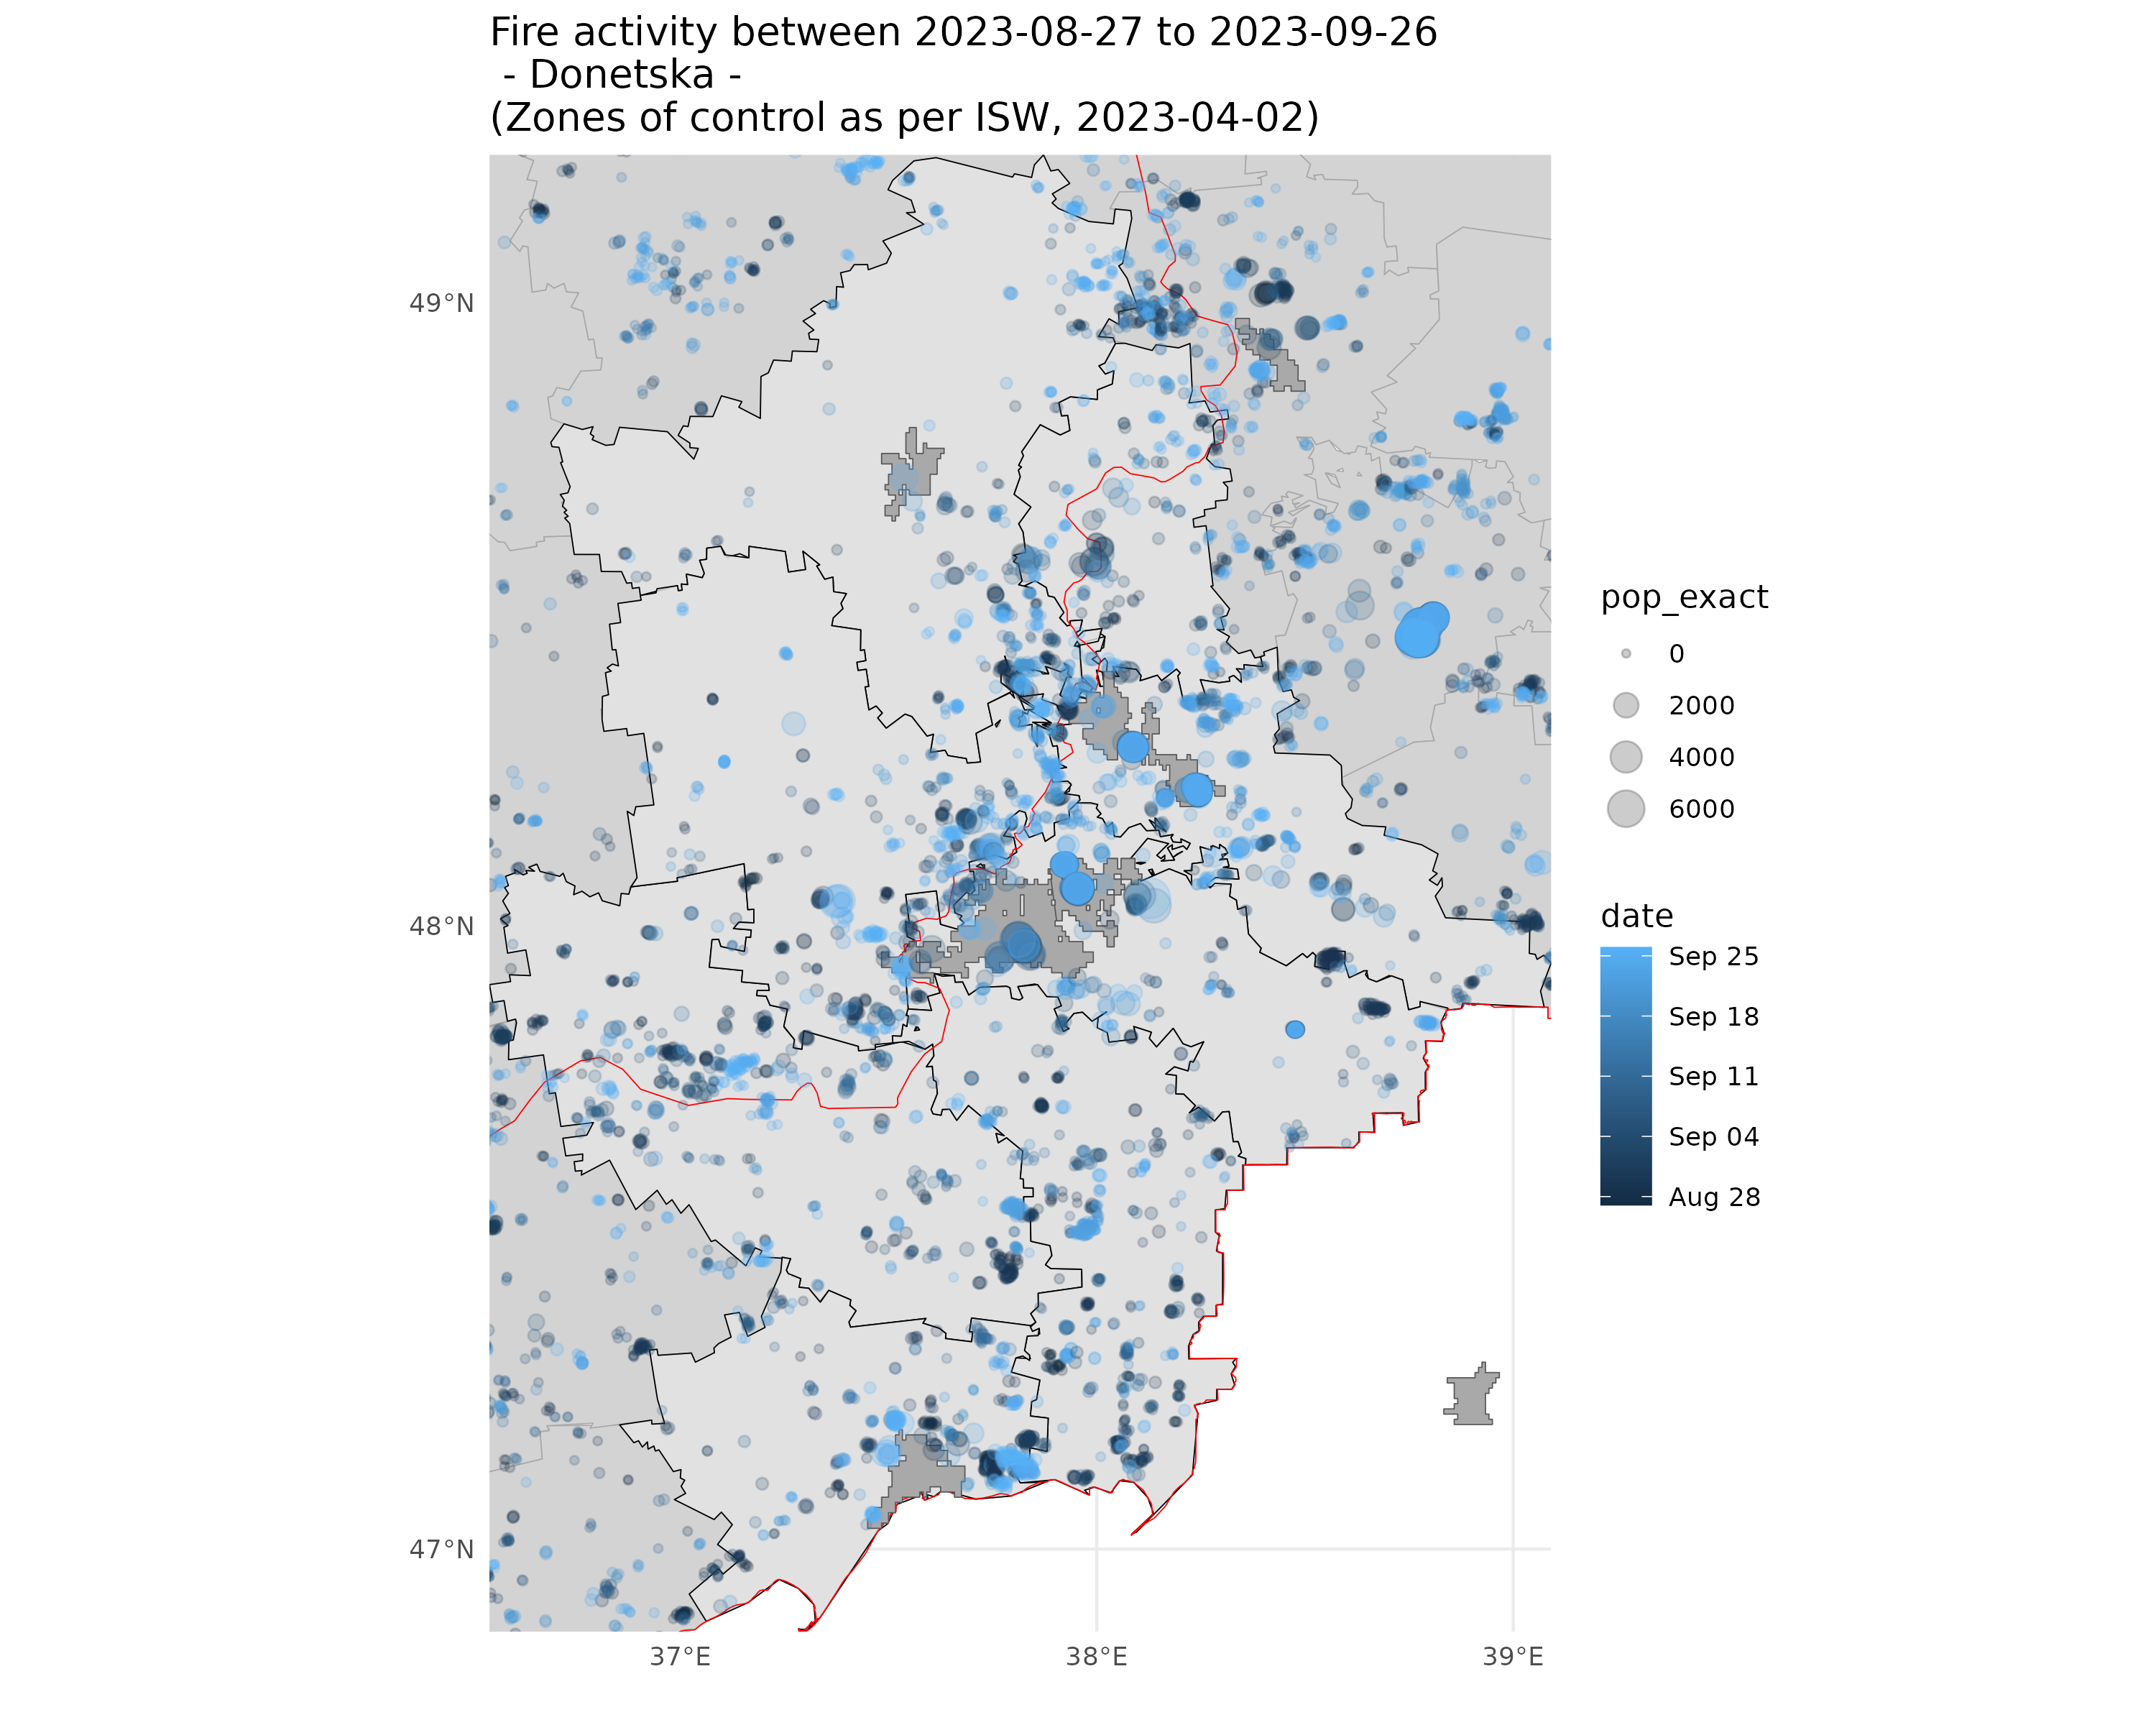 Fire activity between 2023-08-27 to 2023-09-26
- Donetska -
(Zones of control as per ISW, 2023-04-02)
49°N
48°N
47°N
37°E
38°E
39°E
pop_exact
0
2000
4000
6000
date
Sep 25
Sep 18
Sep 11
Sep 04
Aug 28